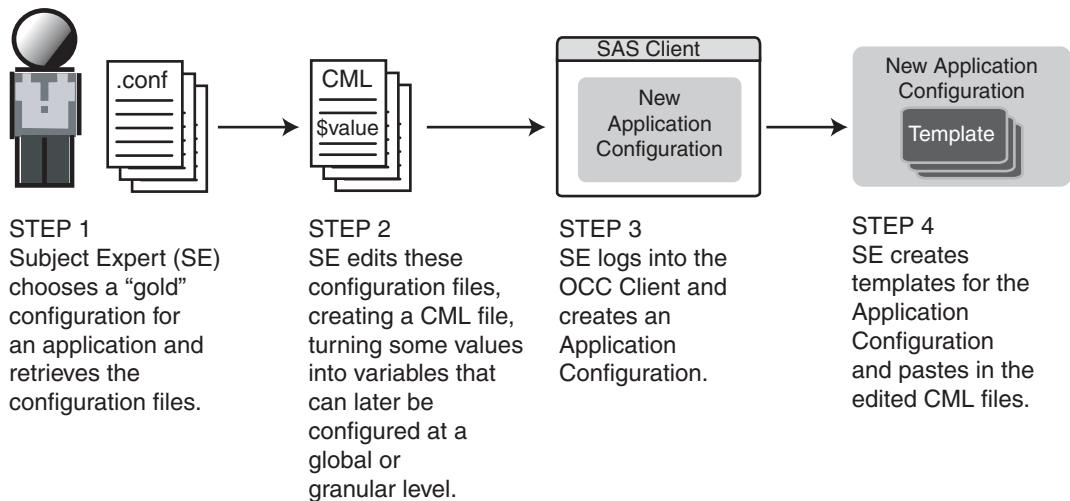 .conf
CML
$value
SAS Client
New
Application
Configuration
New Application
Configuration
Template
STEP 1
Subject Expert (SE)
chooses a “gold”
configuration for
an application and
retrieves the
configuration files.
STEP 2
SE edits these
configuration files,
creating a CML file,
turning some values
into variables that
can later be
configured at a
global or
granular level.
STEP 3
SE logs into the
OCC Client and
creates an
Application
Configuration.
STEP 4
SE creates
templates for the
Application
Configuration
and pastes in the
edited CML files.